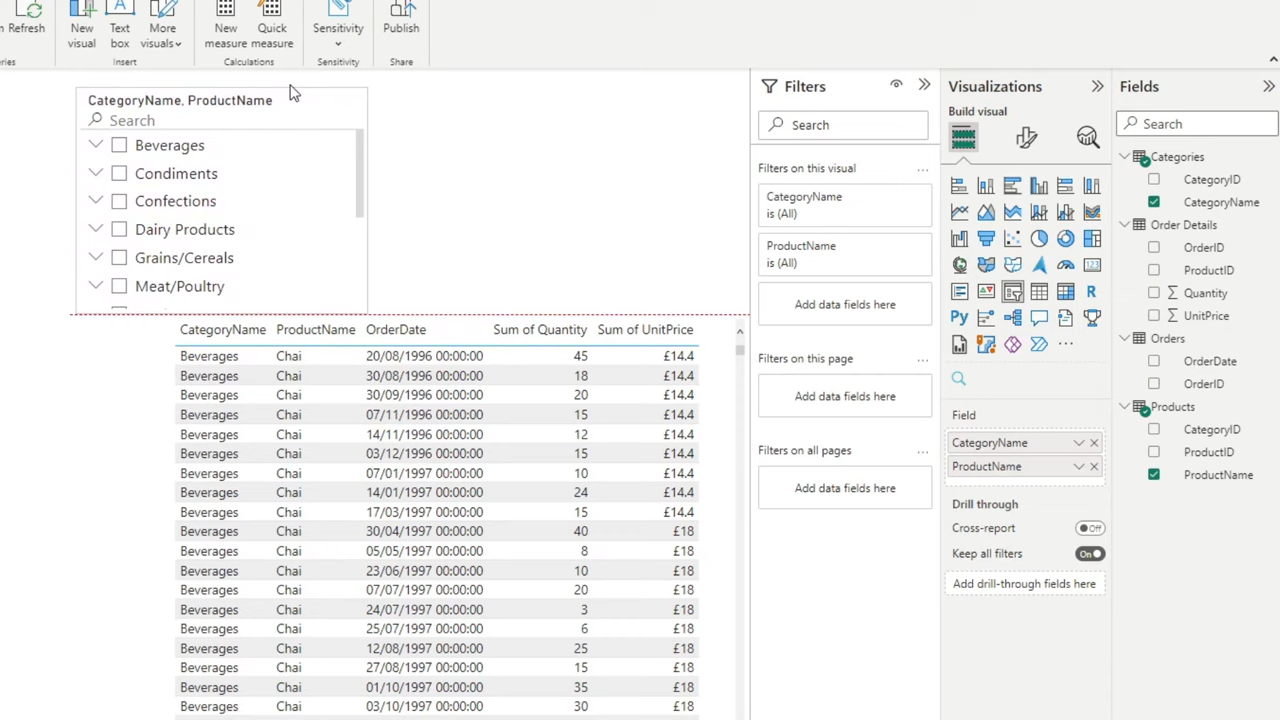 Refresh
New visual
Text box
More visuals
New measure
Quick measure
Sensitivity
Publish
Insert
Calculations
Sensitivity
Share
CategoryName, ProductName
Search
Beverages
Condiments
Confections
Dairy Products
Grains/Cereals
Meat/Poultry
CategoryName ProductName OrderDate Sum of Quantity Sum of UnitPrice
Beverages Chai 20/08/1996 00:00:00 45 £14.4
Beverages Chai 30/08/1996 00:00:00 18 £14.4
Beverages Chai 30/09/1996 00:00:00 20 £14.4
Beverages Chai 07/11/1996 00:00:00 15 £14.4
Beverages Chai 14/11/1996 00:00:00 12 £14.4
Beverages Chai 03/12/1996 00:00:00 15 £14.4
Beverages Chai 07/01/1997 00:00:00 10 £14.4
Beverages Chai 14/01/1997 00:00:00 24 £14.4
Beverages Chai 17/03/1997 00:00:00 15 £14.4
Beverages Chai 30/04/1997 00:00:00 40 £18
Beverages Chai 05/05/1997 00:00:00 8 £18
Beverages Chai 23/06/1997 00:00:00 10 £18
Beverages Chai 07/07/1997 00:00:00 20 £18
Beverages Chai 24/07/1997 00:00:00 3 £18
Beverages Chai 25/07/1997 00:00:00 6 £18
Beverages Chai 12/08/1997 00:00:00 25 £18
Beverages Chai 27/08/1997 00:00:00 15 £18
Beverages Chai 01/10/1997 00:00:00 35 £18
Beverages Chai 03/10/1997 00:00:00 30 £18
Filters
Search
Filters on this visual ...
CategoryName
is (All)
ProductName
is (All)
Add data fields here
Filters on this page ...
Add data fields here
Filters on all pages ...
Add data fields here
Visualizations
Build visual
123
R
Py
...
Field
CategoryName
ProductName
Drill through
Cross-report Off
Keep all filters On
Add drill-through fields here
Fields
Search
Categories
CategoryID
CategoryName
Order Details
OrderID
ProductID
Σ Quantity
Σ UnitPrice
Orders
OrderDate
OrderID
Products
CategoryID
ProductID
ProductName